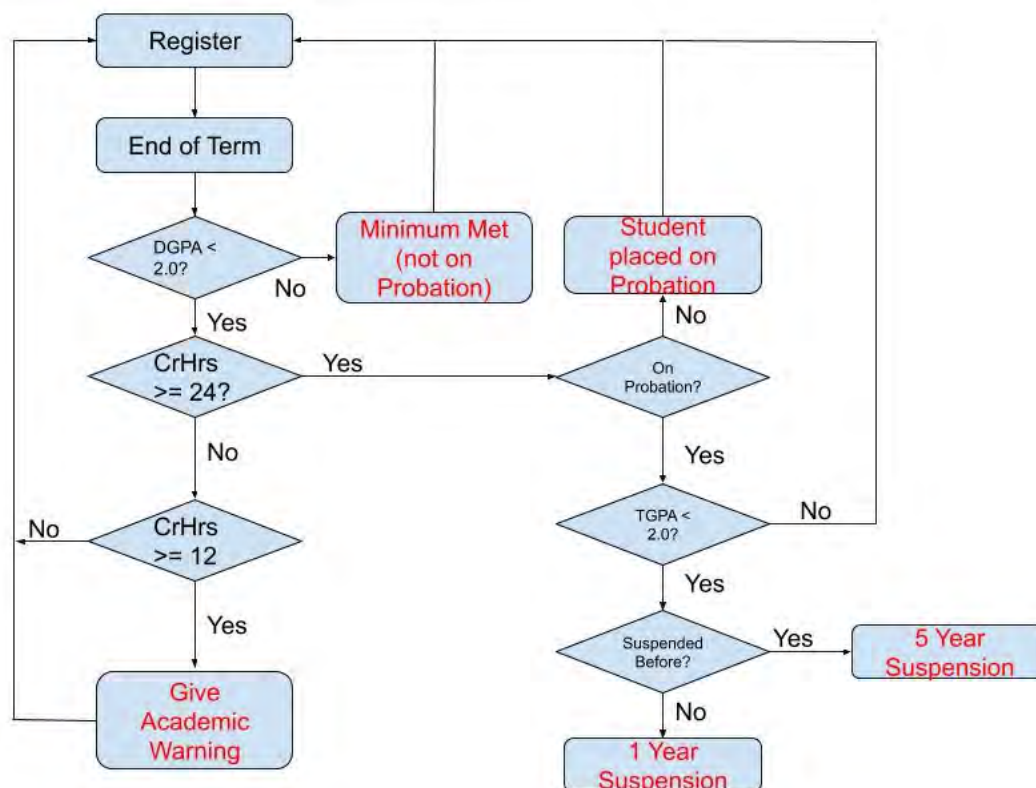 Register
End of Term
DGPA <
2.0?
No
Minimum Met
(not on
Probation)
Student
placed on
Probation
Yes
No
CrHrs
>= 24?
Yes
On
Probation?
No
Yes
No
CrHrs
>= 12
TGPA <
2.0?
No
Yes
Yes
Suspended
Before?
Yes
5 Year
Suspension
Give
Academic
Warning
No
1 Year
Suspension